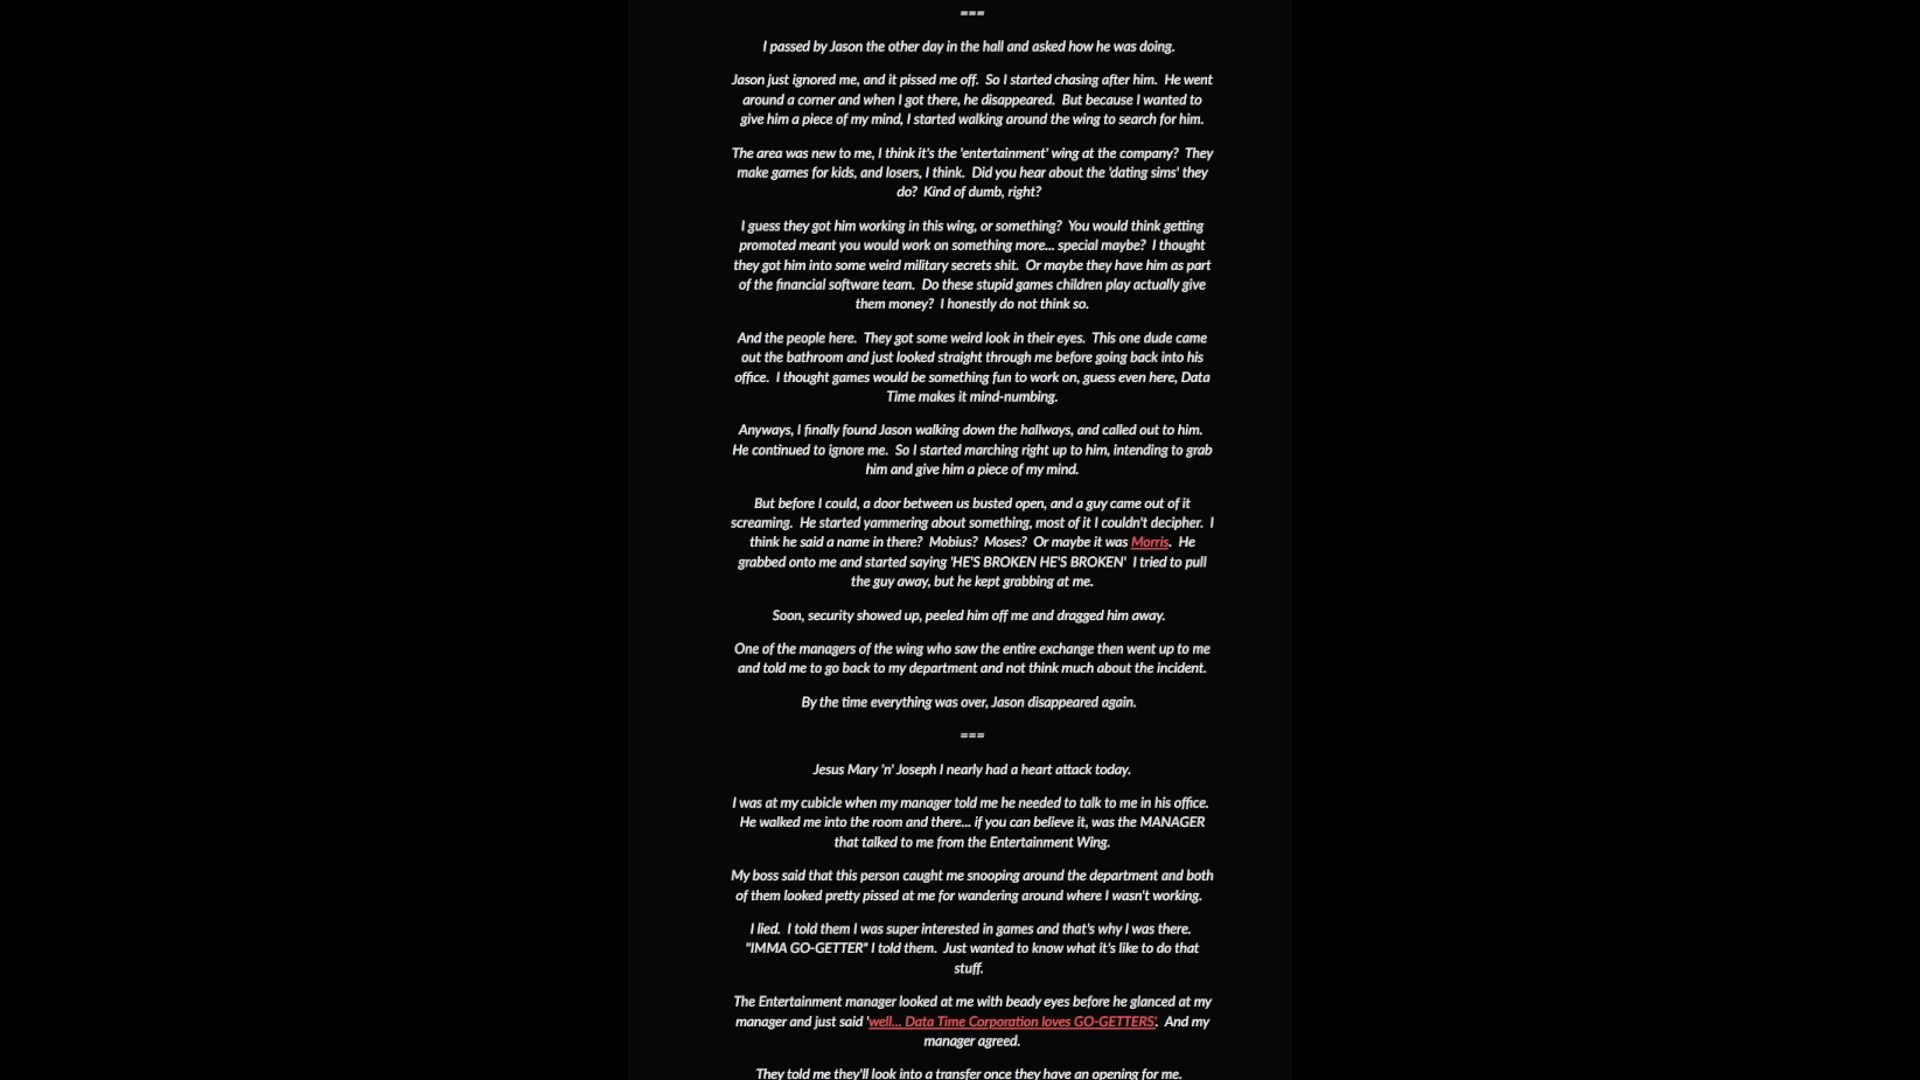 ===
I passed by Jason the other day in the hall and asked how he was doing.
Jason just ignored me, and it pissed me off.  So I started chasing after him.  He went
around a corner and when I got there, he disappeared.  But because I wanted to
give him a piece of my mind, I started walking around the wing to search for him.
The area was new to me, I think it's the 'entertainment' wing at the company?  They
make games for kids, and losers, I think.  Did you hear about the 'dating sims' they
do?  Kind of dumb, right?
I guess they got him working in this wing, or something?  You would think getting
promoted meant you would work on something more... special maybe?  I thought
they got him into some weird military secrets shit.  Or maybe they have him as part
of the financial software team.  Do these stupid games children play actually give
them money?  I honestly do not think so.
And the people here.  They got some weird look in their eyes.  This one dude came
out the bathroom and just looked straight through me before going back into his
office.  I thought games would be something fun to work on, guess even here, Data
Time makes it mind-numbing.
Anyways, I finally found Jason walking down the hallways, and called out to him.
He continued to ignore me.  So I started marching right up to him, intending to grab
him and give him a piece of my mind.
But before I could, a door between us busted open, and a guy came out of it
screaming.  He started yammering about something, most of it I couldn't decipher.  I
think he said a name in there?  Mobius?  Moses?  Or maybe it was Morris.  He
grabbed onto me and started saying 'HE'S BROKEN HE'S BROKEN'  I tried to pull
the guy away, but he kept grabbing at me.
Soon, security showed up, peeled him off me and dragged him away.
One of the managers of the wing who saw the entire exchange then went up to me
and told me to go back to my department and not think much about the incident.
By the time everything was over, Jason disappeared again.
===
Jesus Mary 'n' Joseph I nearly had a heart attack today.
I was at my cubicle when my manager told me he needed to talk to me in his office.
He walked me into the room and there... if you can believe it, was the MANAGER
that talked to me from the Entertainment Wing.
My boss said that this person caught me snooping around the department and both
of them looked pretty pissed at me for wandering around where I wasn't working.
I lied.  I told them I was super interested in games and that's why I was there.
"IMMA GO-GETTER" I told them.  Just wanted to know what it's like to do that
stuff.
The Entertainment manager looked at me with beady eyes before he glanced at my
manager and just said 'well... Data Time Corporation loves GO-GETTERS'.  And my
manager agreed.
They told me they'll look into a transfer once they have an opening for me.